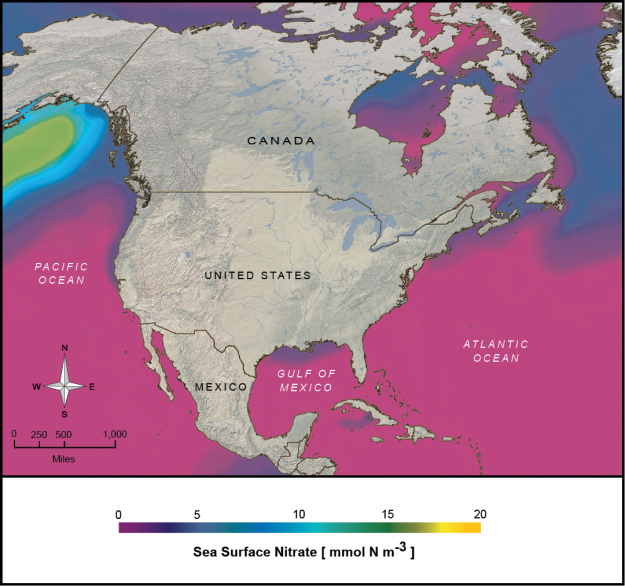 CANADA
UNITED STATES
PACIFIC
OCEAN
ATLANTIC
OCEAN
GULF OF
MEXICO
MEXICO
N
W E
S
0 250 500 1,000
Miles
0 5 10 15 20
Sea Surface Nitrate [ mmol N m-3 ]